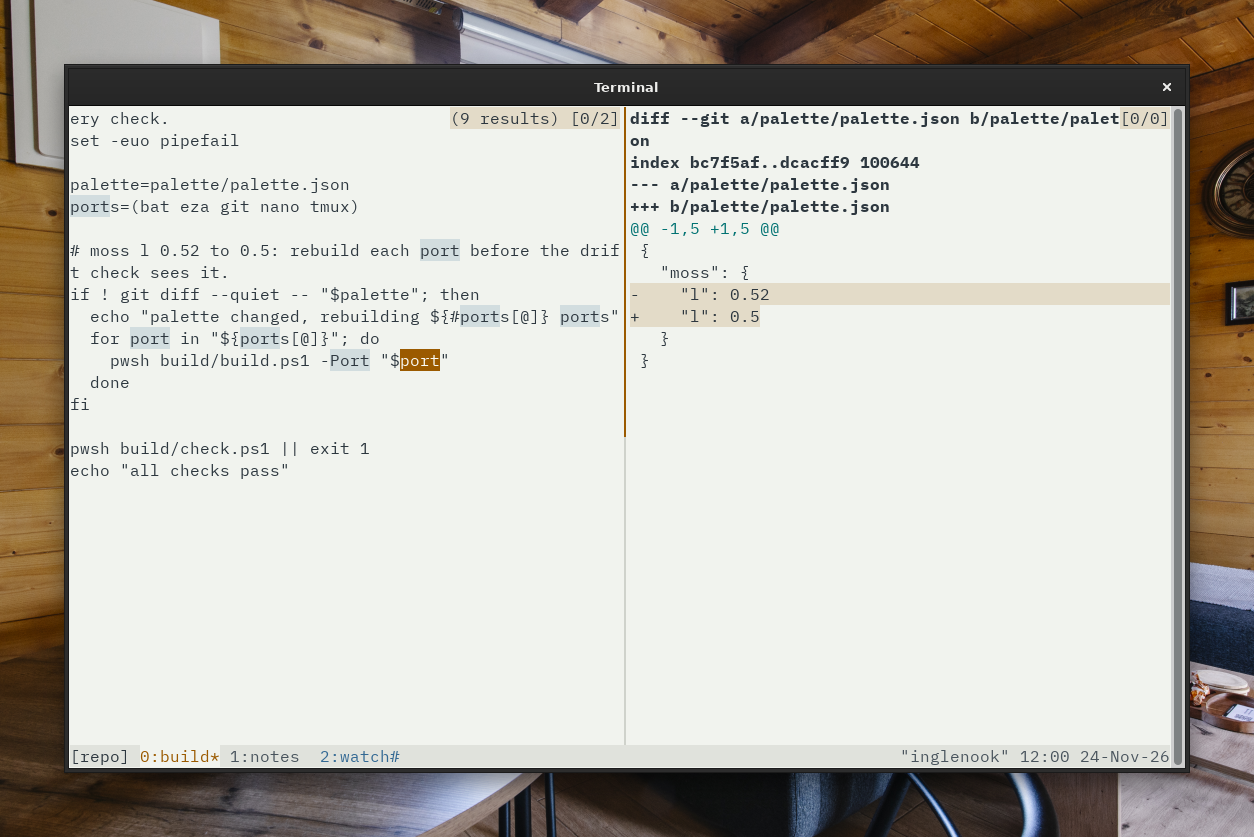 Terminal
ery check.
(9 results) [0/2]
set -euo pipefail
palette=palette/palette.json
ports=(bat eza git nano tmux)
# moss l 0.52 to 0.5: rebuild each port before the drif
t check sees it.
if ! git diff --quiet -- "$palette"; then
  echo "palette changed, rebuilding ${#ports[@]} ports"
  for port in "${ports[@]}"; do
    pwsh build/build.ps1 -Port "$port"
  done
fi
pwsh build/check.ps1 || exit 1
echo "all checks pass"
diff --git a/palette/palette.json b/palette/palet[0/0]
on
index bc7f5af..dcacff9 100644
--- a/palette/palette.json
+++ b/palette/palette.json
@@ -1,5 +1,5 @@
 {
   "moss": {
-    "l": 0.52
+    "l": 0.5
   }
 }
[repo] 0:build* 1:notes  2:watch#
"inglenook" 12:00 24-Nov-26